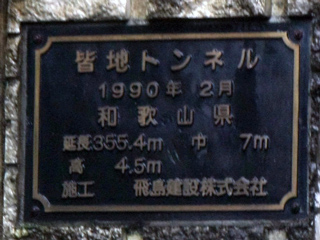 皆地トンネル
1990年 2月
和歌山県
延長355.4m 巾 7m
高 4.5m
施工 飛島建設株式会社